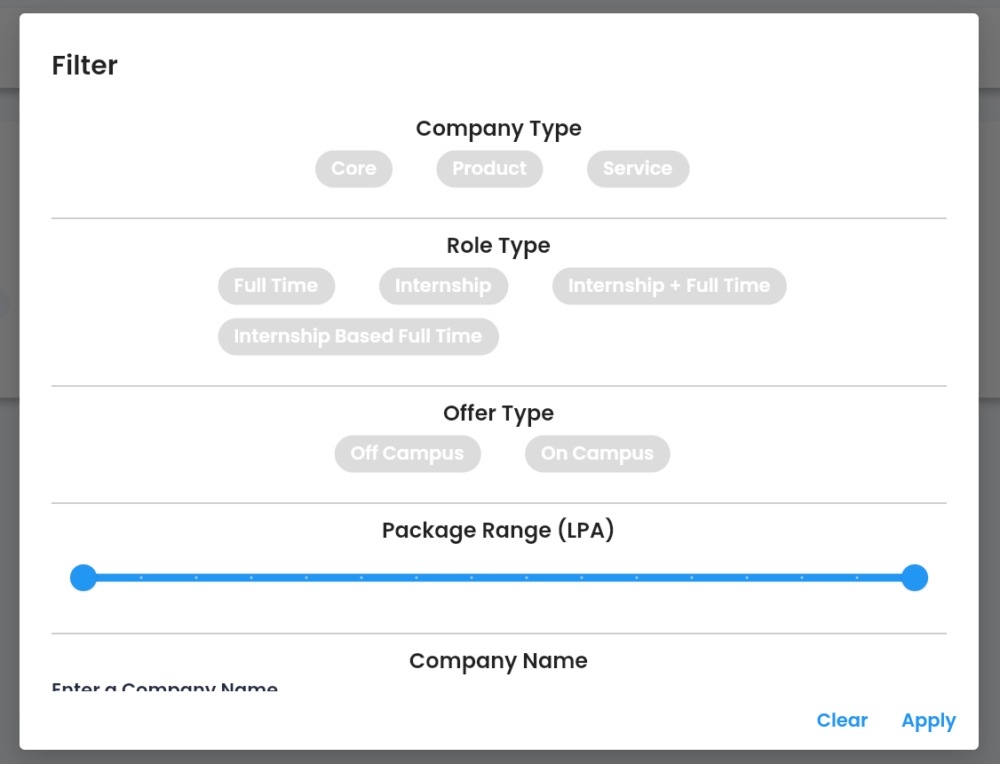 Filter
Company Type
Core Product Service
Role Type
Full Time Internship Internship + Full Time
Internship Based Full Time
Offer Type
Off Campus On Campus
Package Range (LPA)
Company Name
Enter a Company Name
Clear Apply